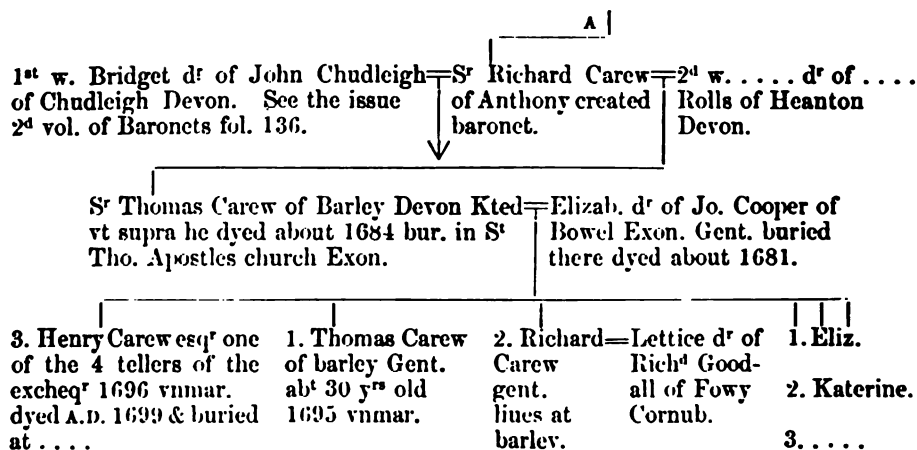 A
1st w. Bridget dr of John Chudleigh=Sr Richard Carew=2d w. . . . . . dr of . . . .
of Chudleigh Devon. See the issue of Anthony created Rolls of Heanton
2d vol. of Baronets fol. 136. baronet. Devon.
Sr Thomas Carew of Barley Devon Kted=Elizab. dr of Jo. Cooper of
vt supra he dyed about 1684 bur. in St Bowel Exon. Gent. buried
Tho. Apostles church Exon. there dyed about 1681.
3. Henry Carew esqr one 1. Thomas Carew 2. Richard=Lettice dr of 1. Eliz.
of the 4 tellers of the of barley Gent. Carew Richd Good-
excheqr 1696 vnmar. abt 30 yrs old gent. all of Fowy 2. Katerine.
dyed A.D. 1699 & buried 1695 vnmar. liues at Cornub.
at . . . . barley. 3. . . . .